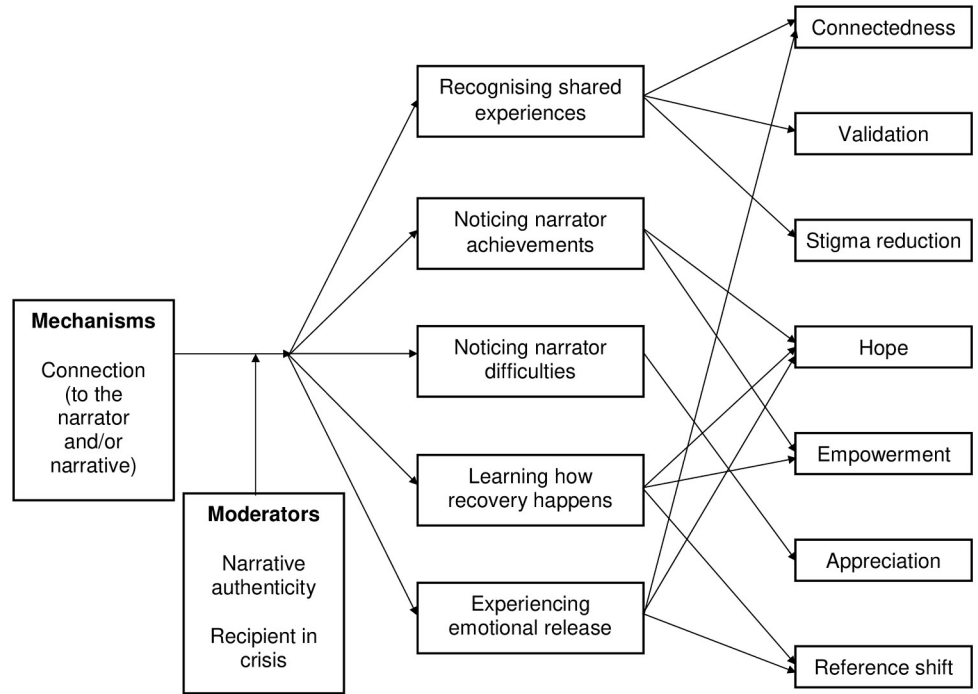 Mechanisms
Connection
(to the
narrator
and/or
narrative)
Moderators
Narrative
authenticity
Recipient in
crisis
Recognising shared
experiences
Noticing narrator
achievements
Noticing narrator
difficulties
Learning how
recovery happens
Experiencing
emotional release
Connectedness
Validation
Stigma reduction
Hope
Empowerment
Appreciation
Reference shift